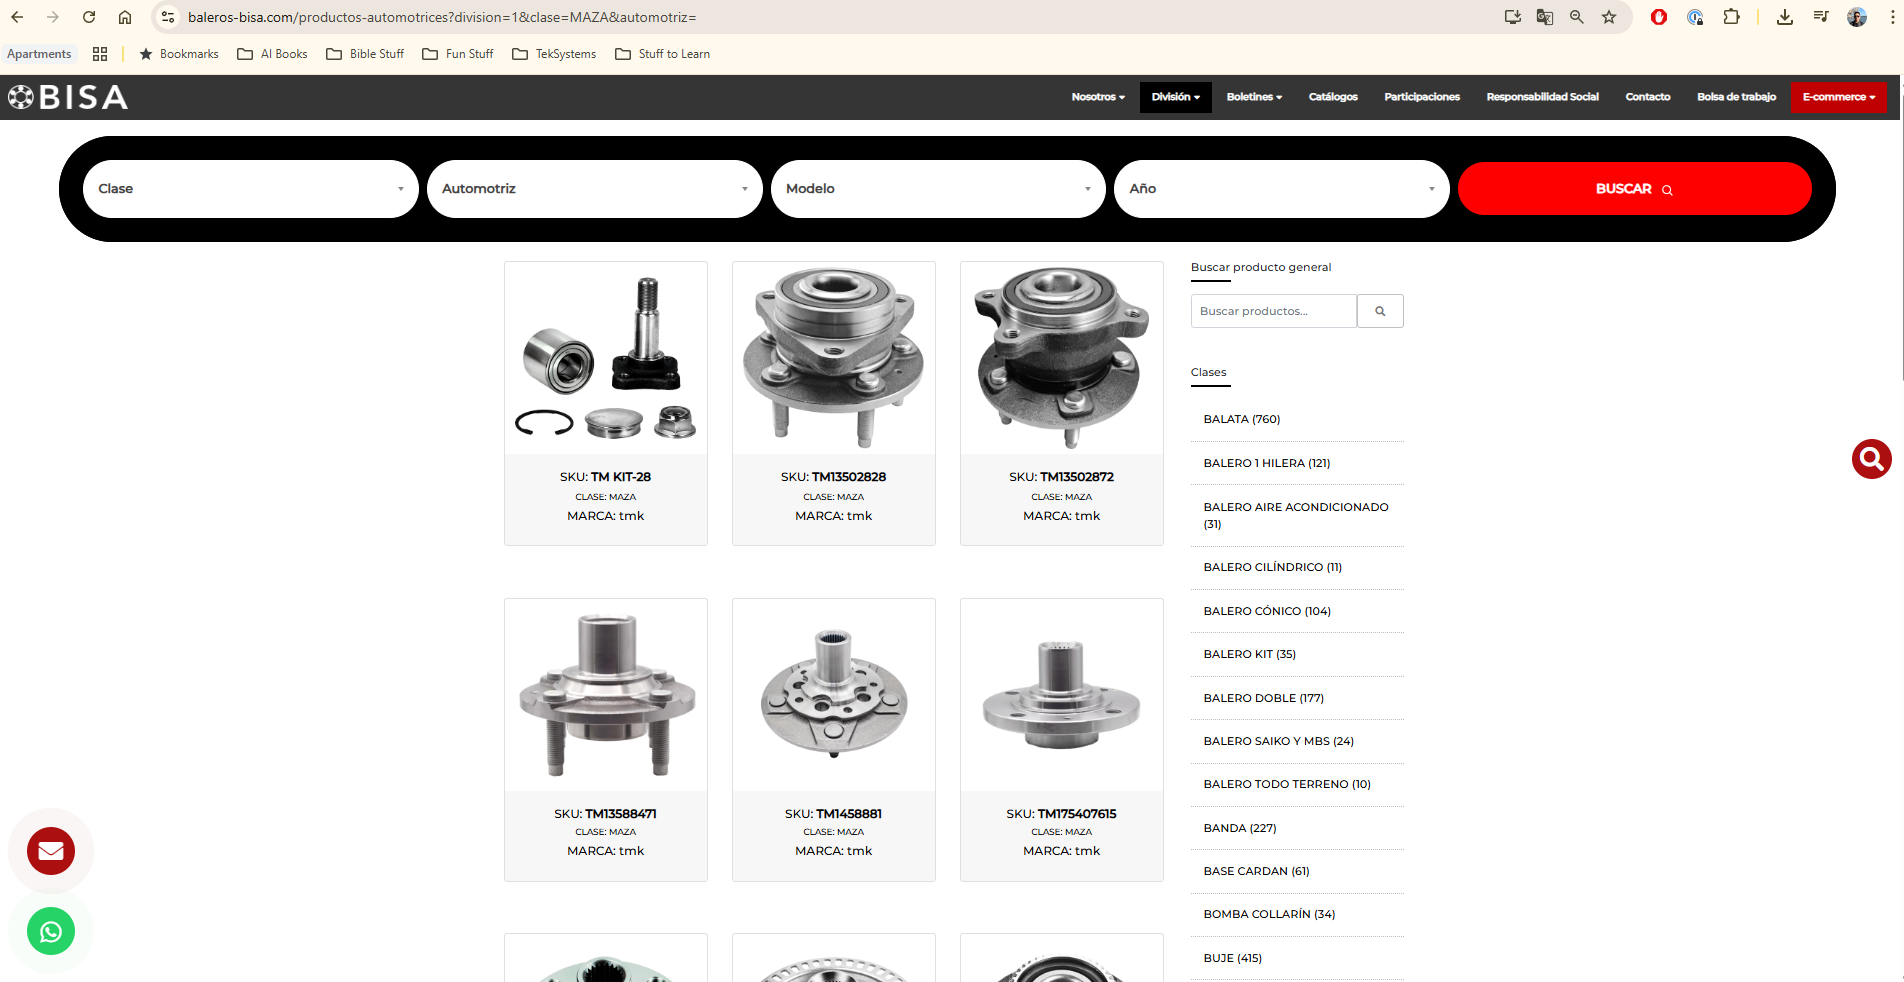 baleros-bisa.com/productos-automotrices?division=1&clase=MAZA&automotriz=
Apartments
Bookmarks
AI Books
Bible Stuff
Fun Stuff
TekSystems
Stuff to Learn
BISA
Nosotros
División
Boletines
Catálogos
Participaciones
Responsabilidad Social
Contacto
Bolsa de trabajo
E-commerce
Clase
Automotriz
Modelo
Año
BUSCAR
SKU: TM KIT-28
CLASE: MAZA
MARCA: tmk
SKU: TM13502828
CLASE: MAZA
MARCA: tmk
SKU: TM13502872
CLASE: MAZA
MARCA: tmk
SKU: TM13588471
CLASE: MAZA
MARCA: tmk
SKU: TM1458881
CLASE: MAZA
MARCA: tmk
SKU: TM175407615
CLASE: MAZA
MARCA: tmk
Buscar producto general
Buscar productos...
Clases
BALATA (760)
BALERO 1 HILERA (121)
BALERO AIRE ACONDICIONADO
(31)
BALERO CILÍNDRICO (11)
BALERO CÓNICO (104)
BALERO KIT (35)
BALERO DOBLE (177)
BALERO SAIKO Y MBS (24)
BALERO TODO TERRENO (10)
BANDA (227)
BASE CARDAN (61)
BOMBA COLLARÍN (34)
BUJE (415)